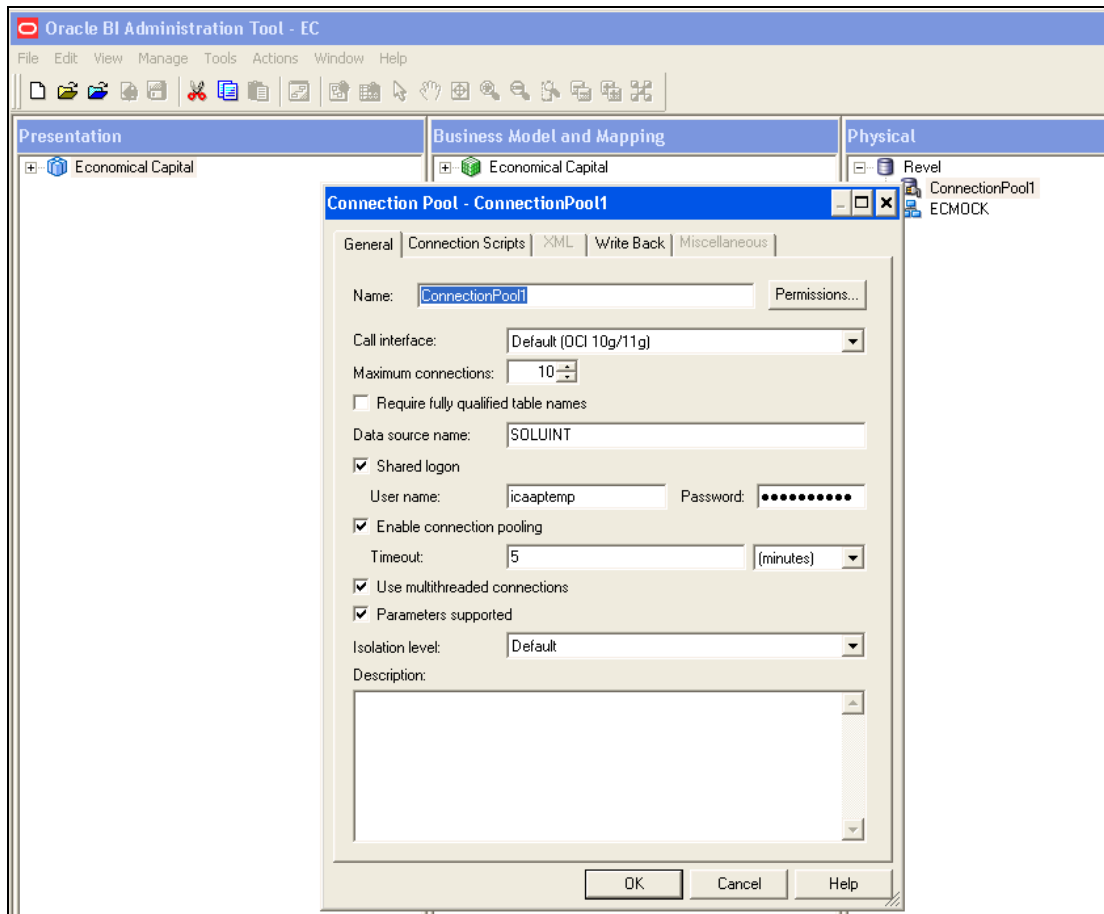 Oracle BI Administration Tool - EC
File Edit View Manage Tools Actions Window Help
Presentation
Business Model and Mapping
Physical
Economical Capital
Economical Capital
Revel
ConnectionPool1
ECMOCK
Connection Pool - ConnectionPool1
General Connection Scripts XML Write Back Miscellaneous
Name: ConnectionPool1 Permissions...
Call interface: Default (OCI 10g/11g)
Maximum connections: 10
Require fully qualified table names
Data source name: SOLUINT
Shared logon
User name: icaaptemp Password: ●●●●●●●●●●
Enable connection pooling
Timeout: 5 (minutes)
Use multithreaded connections
Parameters supported
Isolation level: Default
Description:
OK Cancel Help